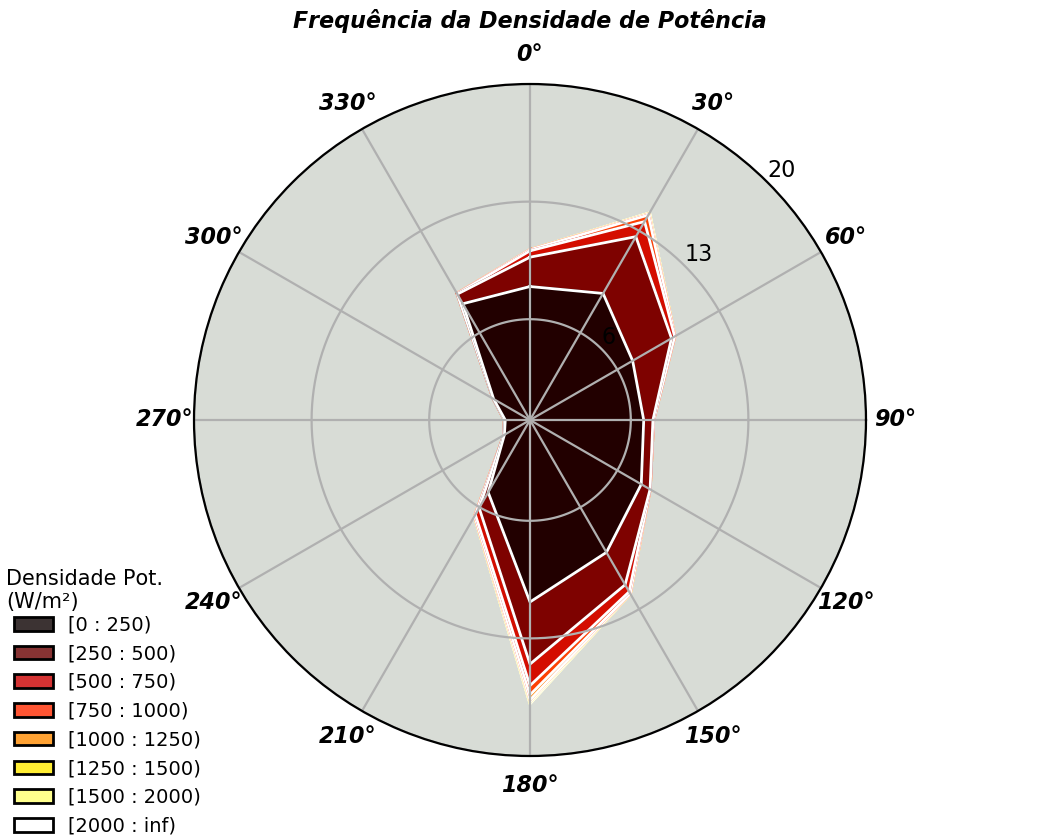 Frequência da Densidade de Potência
0°
330°
30°
20
300°
60°
13
6
270°
90°
240°
120°
210°
150°
180°
Densidade Pot.
(W/m²)
[0 : 250)
[250 : 500)
[500 : 750)
[750 : 1000)
[1000 : 1250)
[1250 : 1500)
[1500 : 2000)
[2000 : inf)